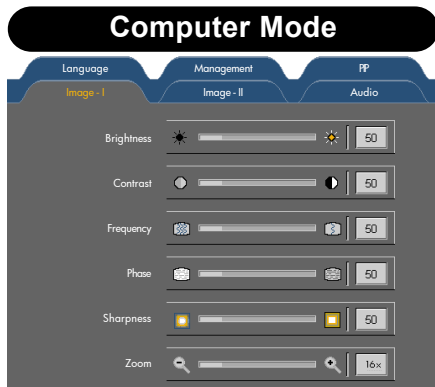 Computer Mode
Language Management PIP
Image - I Image - II Audio
Brightness 50
Contrast 50
Frequency 50
Phase 50
Sharpness 50
Zoom 16x